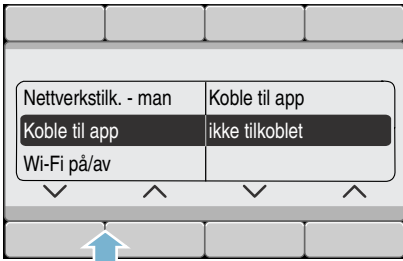 Nettverkstilk. - man Koble til app
Koble til app ikke tilkoblet
Wi-Fi på/av